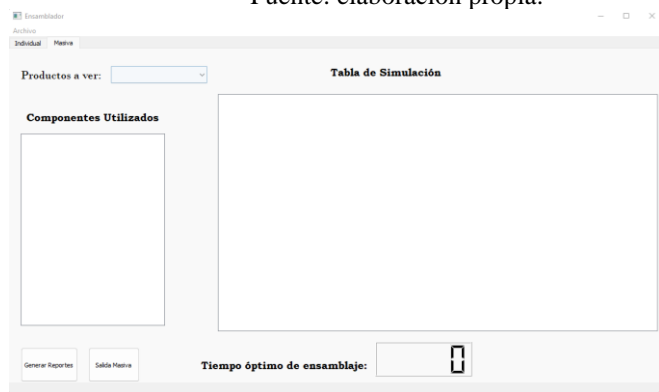 Fuente: elaboración propia.
Ensamblador
Archivo
Individual Masiva
Productos a ver:
Tabla de Simulación
Componentes Utilizados
Generar Reportes Salida Masiva
Tiempo óptimo de ensamblaje: 0